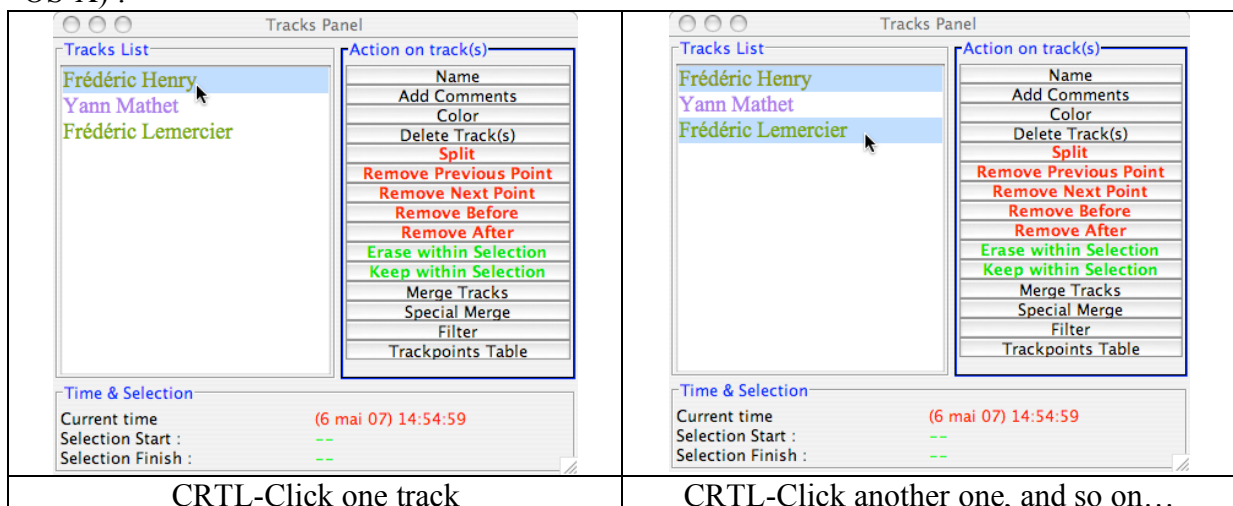 OS-X) :
Tracks Panel
Tracks List
Action on track(s)
Frédéric Henry
Yann Mathet
Frédéric Lemercier
Name
Add Comments
Color
Delete Track(s)
Split
Remove Previous Point
Remove Next Point
Remove Before
Remove After
Erase within Selection
Keep within Selection
Merge Tracks
Special Merge
Filter
Trackpoints Table
Time & Selection
Current time (6 mai 07) 14:54:59
Selection Start : --
Selection Finish : --
CRTL-Click one track
Tracks Panel
Tracks List
Action on track(s)
Frédéric Henry
Yann Mathet
Frédéric Lemercier
Name
Add Comments
Color
Delete Track(s)
Split
Remove Previous Point
Remove Next Point
Remove Before
Remove After
Erase within Selection
Keep within Selection
Merge Tracks
Special Merge
Filter
Trackpoints Table
Time & Selection
Current time (6 mai 07) 14:54:59
Selection Start : --
Selection Finish : --
CRTL-Click another one, and so on…